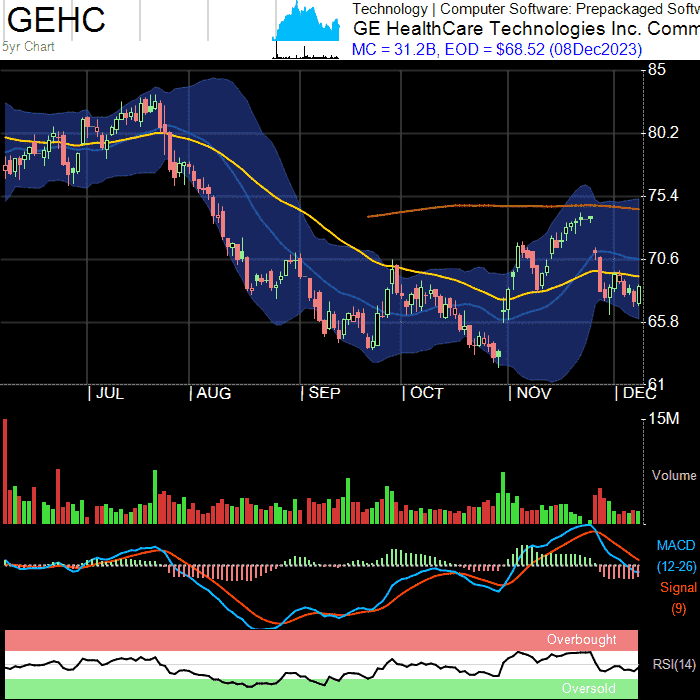 GEHC
5yr Chart
Technology | Computer Software: Prepackaged Softw
GE HealthCare Technologies Inc. Comm
MC = 31.2B, EOD = $68.52 (08Dec2023)
85
80.2
75.4
70.6
65.8
61
JUL AUG SEP OCT NOV DEC
15M
Volume
MACD
(12-26)
Signal
(9)
Overbought
RSI(14)
Oversold